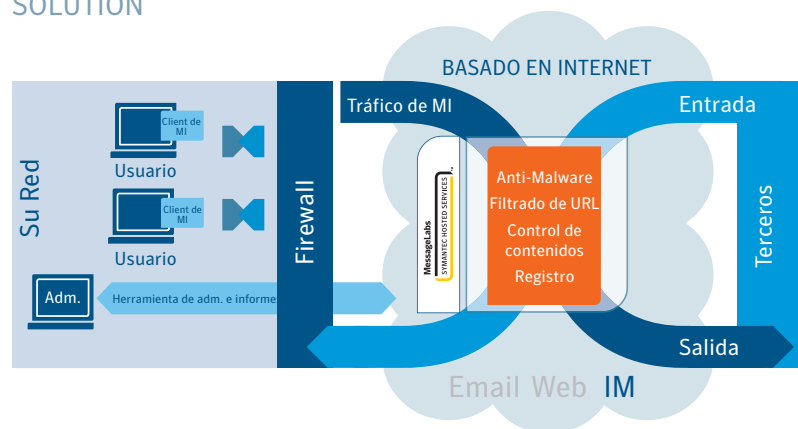 SOLUTION
BASADO EN INTERNET
Su Red
Client de
MI
Usuario
Client de
MI
Usuario
Adm.
Herramienta de adm. e informe
Firewall
Tráfico de MI
MessageLabs
SYMANTEC HOSTED SERVICES
Anti-Malware
Filtrado de URL
Control de
contenidos
Registro
Entrada
Terceros
Salida
Email Web IM